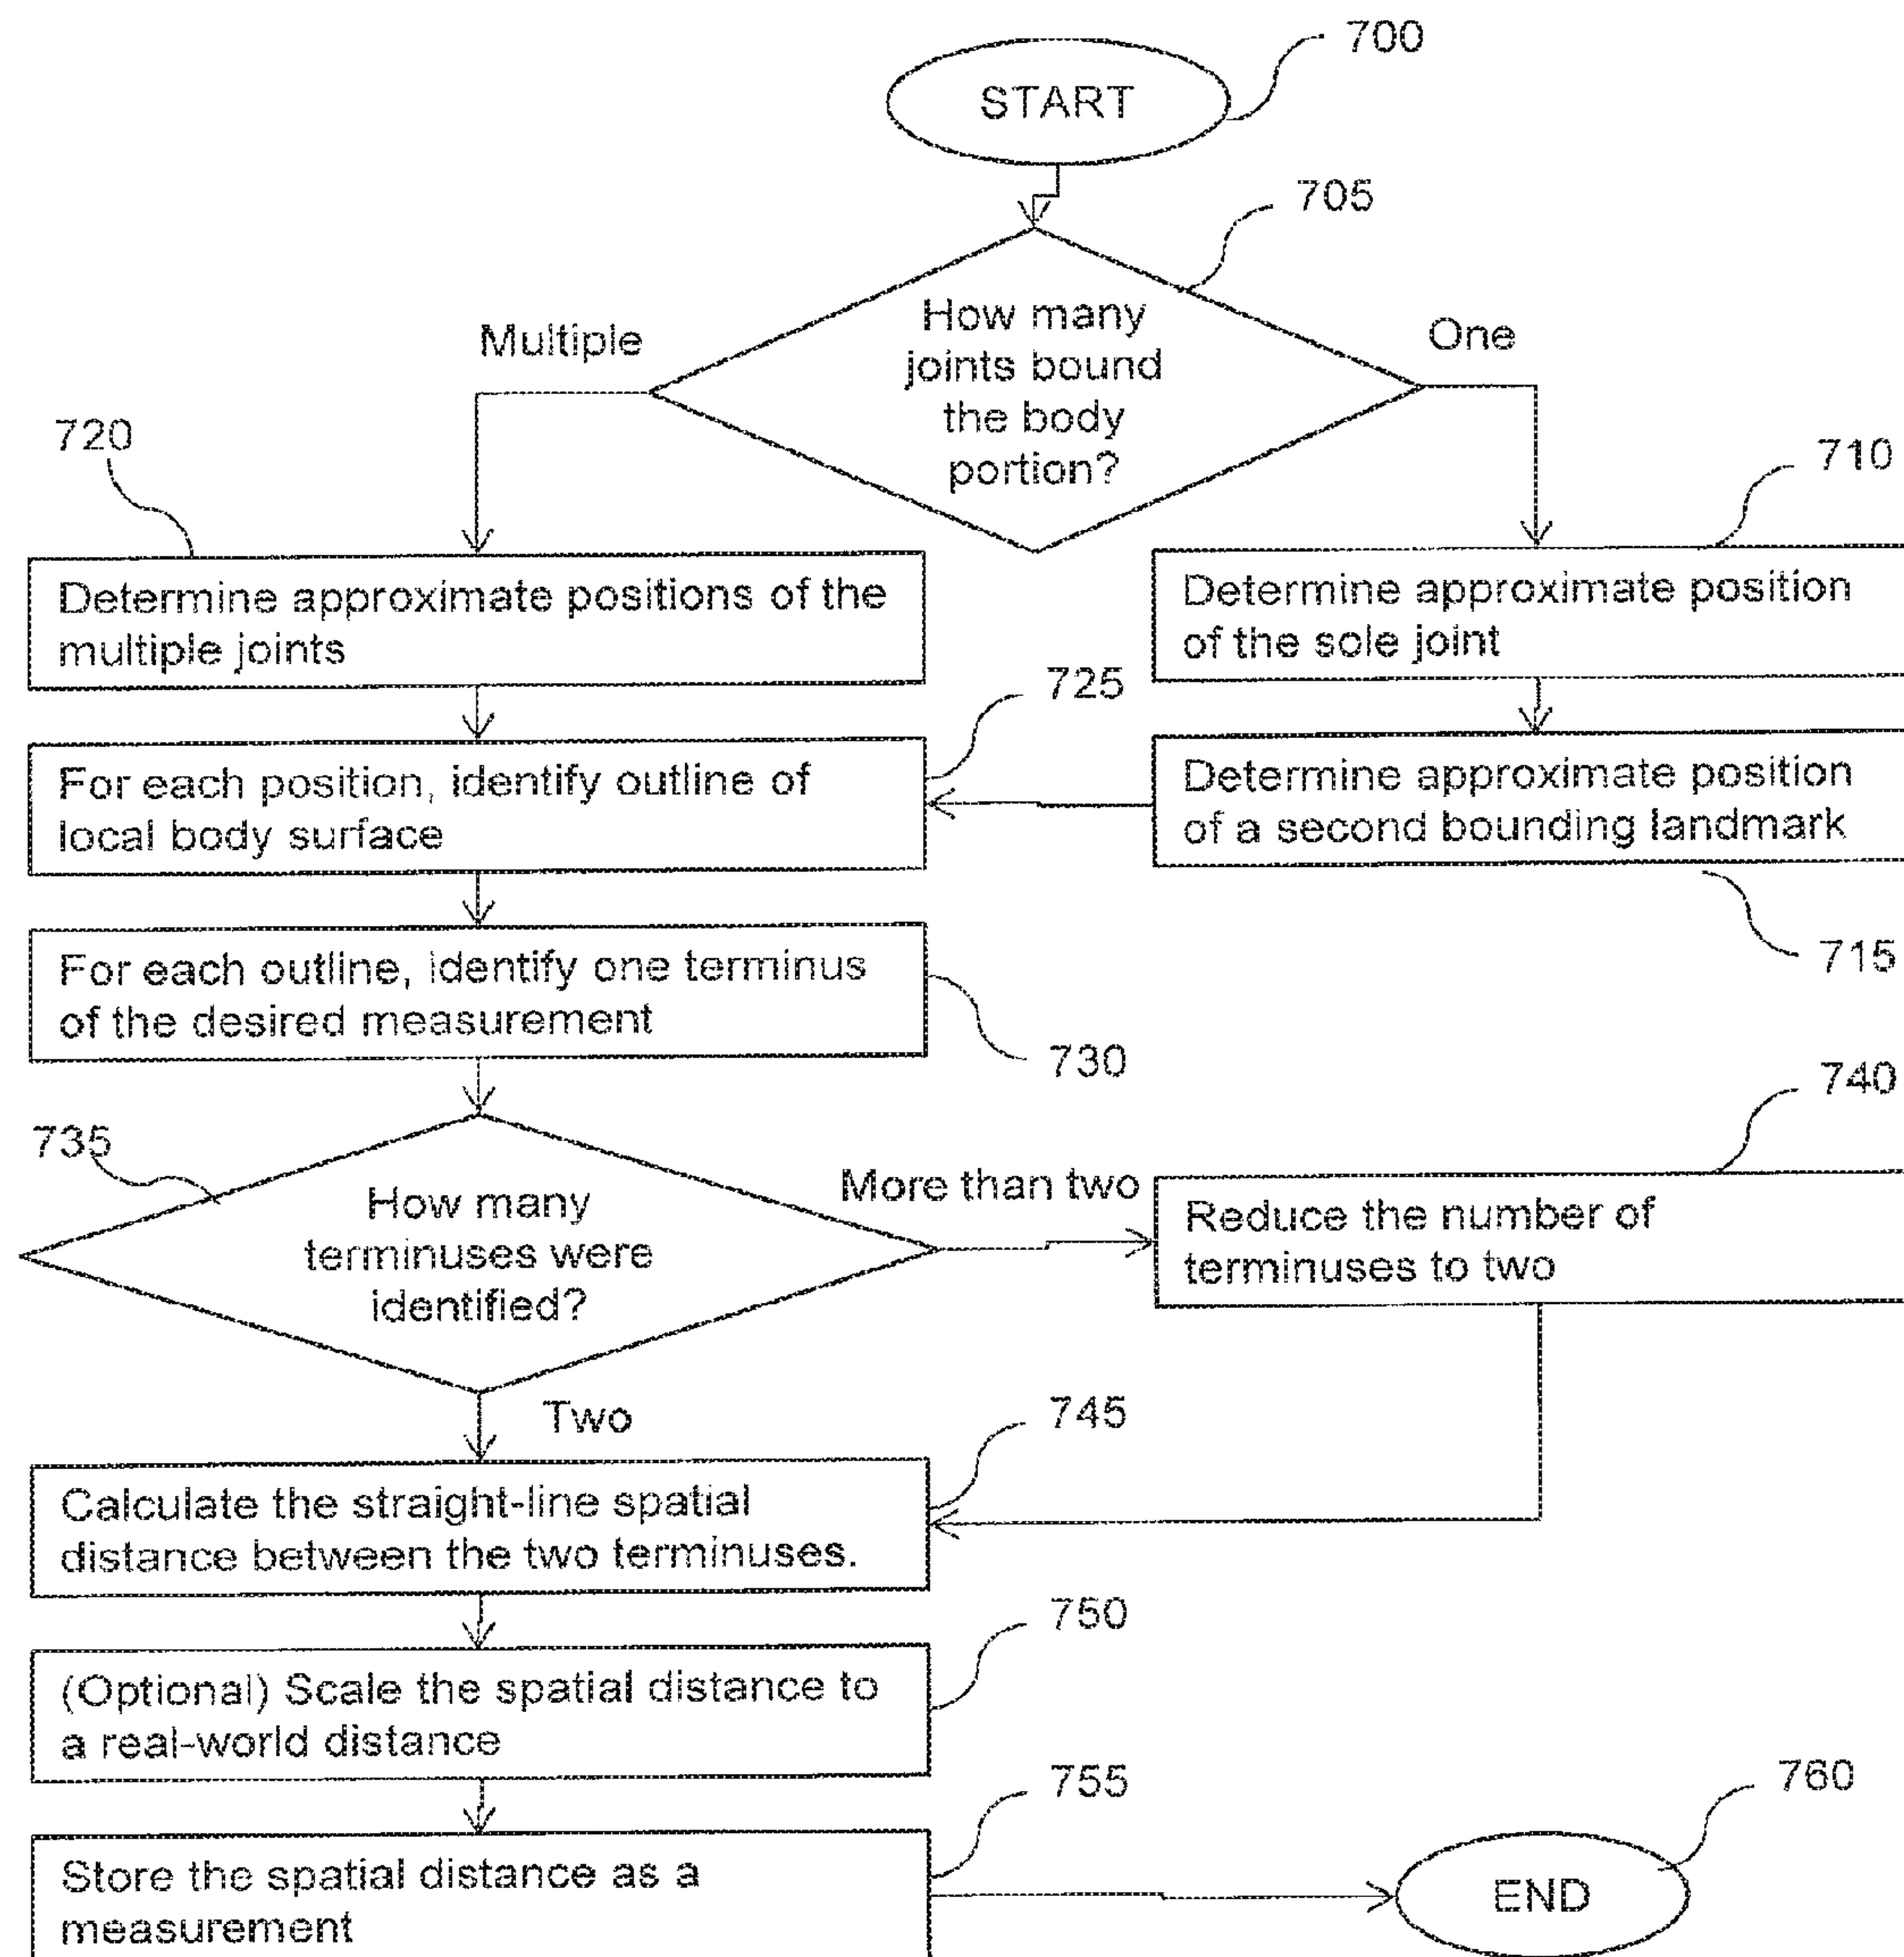 700
START
705
How many
joints bound
the body
portion?
Multiple
One
720
710
Determine approximate positions of the
multiple joints
Determine approximate position
of the sole joint
725
For each position, identify outline of
local body surface
Determine approximate position
of a second bounding landmark
715
For each outline, identify one terminus
of the desired measurement
730
740
735
How many
terminuses were
identified?
More than two
Reduce the number of
terminuses to two
Two
745
Calculate the straight-line spatial
distance between the two terminuses.
750
(Optional) Scale the spatial distance to
a real-world distance
755
760
Store the spatial distance as a
measurement
END